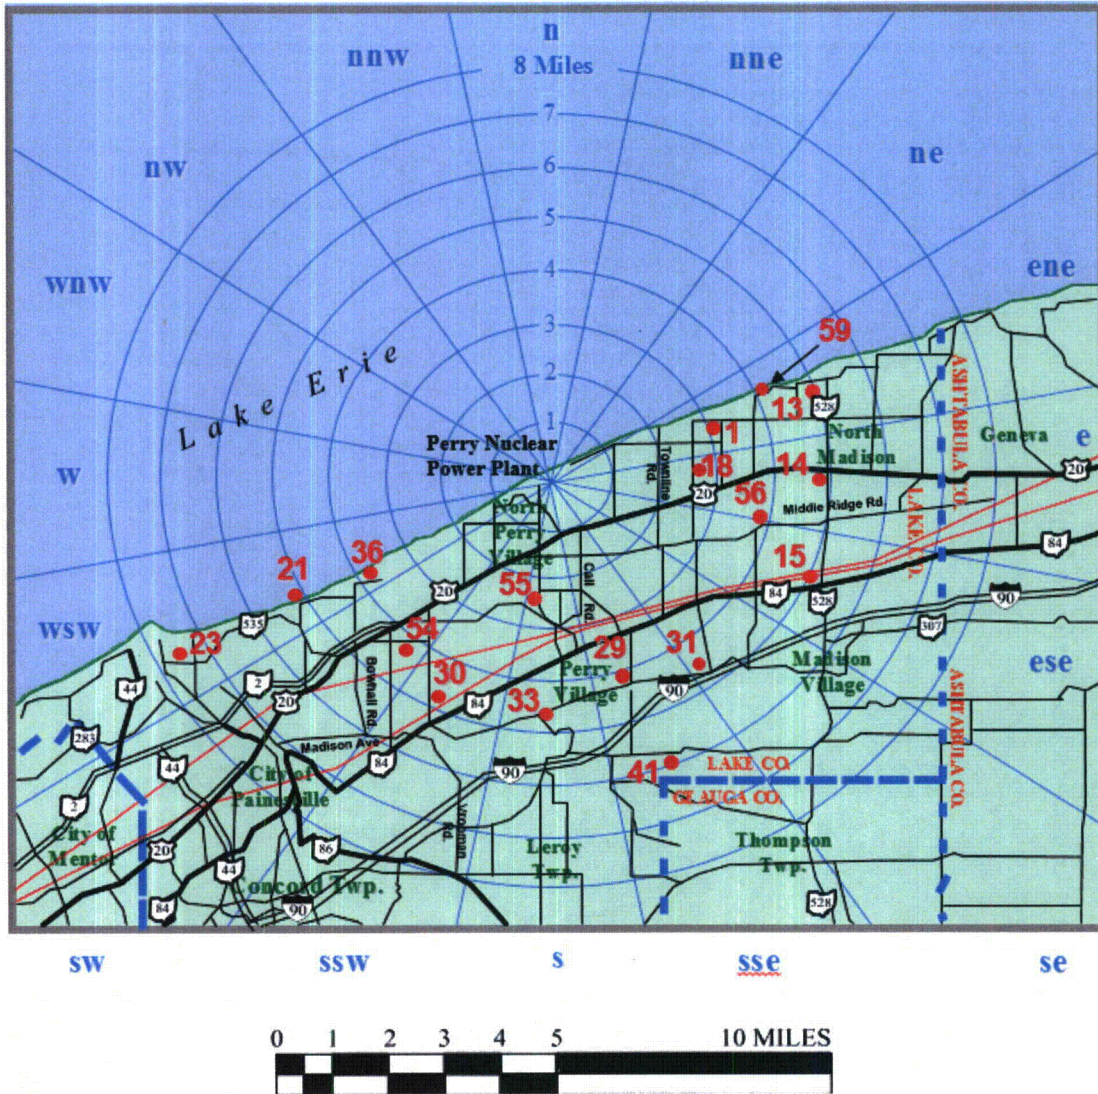 n
8 Miles
nnw
nne
7
nw
ne
6
5
wnw
4
ene
3
59
2
Lake Erie
13
528
1
1
North
Madison
Geneva
e
ASHTABULA CO.
Perry Nuclear
Power Plant
w
18
14
20
Townline
Rd.
20
56
Middle Ridge Rd.
LAKE CO.
North
Perry
Village
36
21
20
55
Call Rd.
15
84
84
528
90
307
wsw
535
23
54
29
31
Perry
Village
Madison
Village
ese
44
2
30
Bowhall Rd.
84
90
20
33
ASHTABULA CO.
283
Madison Ave
84
44
City of
Painesville
90
41
LAKE CO.
GEAUGA CO.
2
City of
Mentor
Vrooman
Rd.
20
86
Leroy
Twp.
Thompson
Twp.
44
Concord Twp.
84
90
528
sw
ssw
s
sse
se
0 1 2 3 4 5 10 MILES